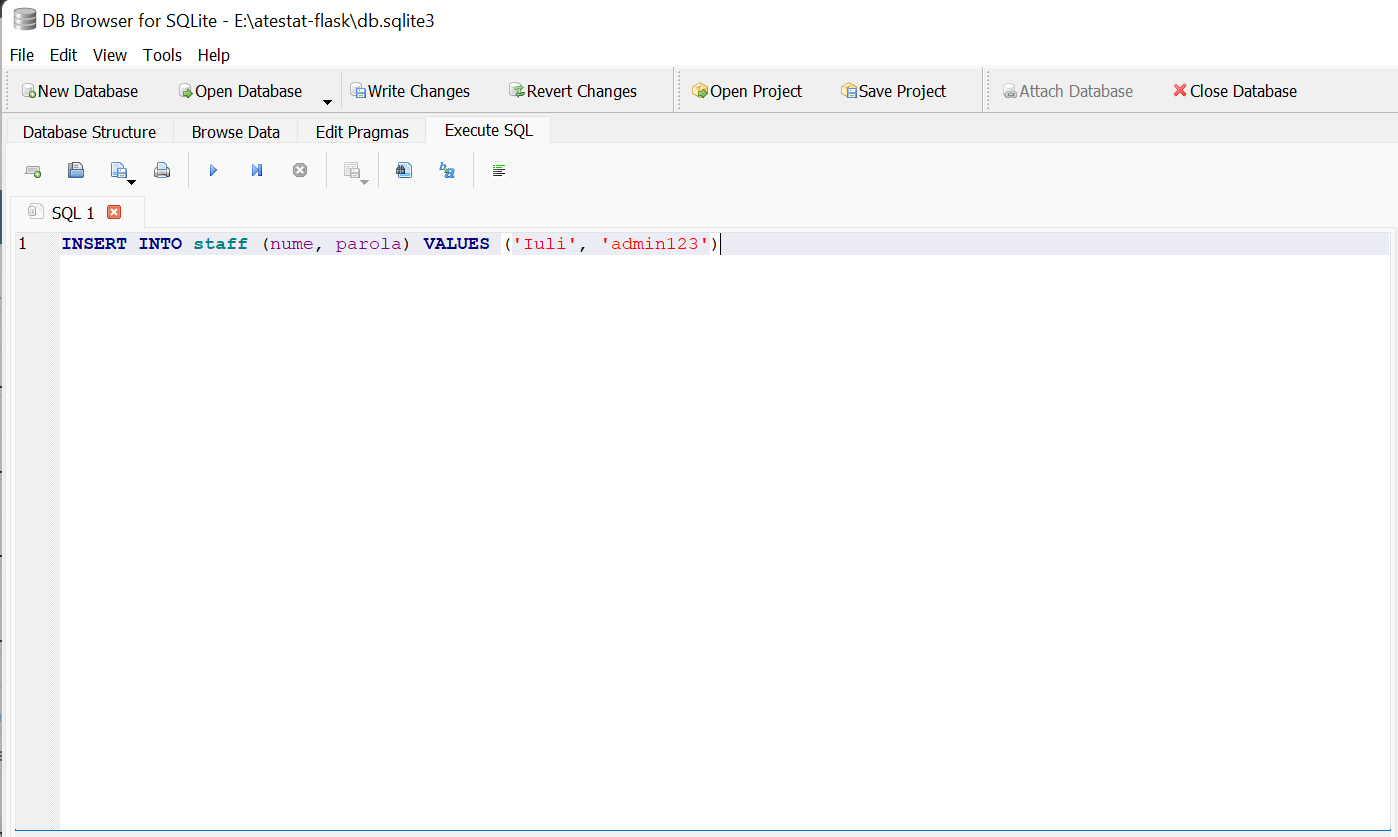 DB Browser for SQLite - E:\atestat-flask\db.sqlite3
File Edit View Tools Help
New Database Open Database Write Changes Revert Changes Open Project Save Project Attach Database Close Database
Database Structure Browse Data Edit Pragmas Execute SQL
SQL 1
1 INSERT INTO staff (nume, parola) VALUES ('Iuli', 'admin123')